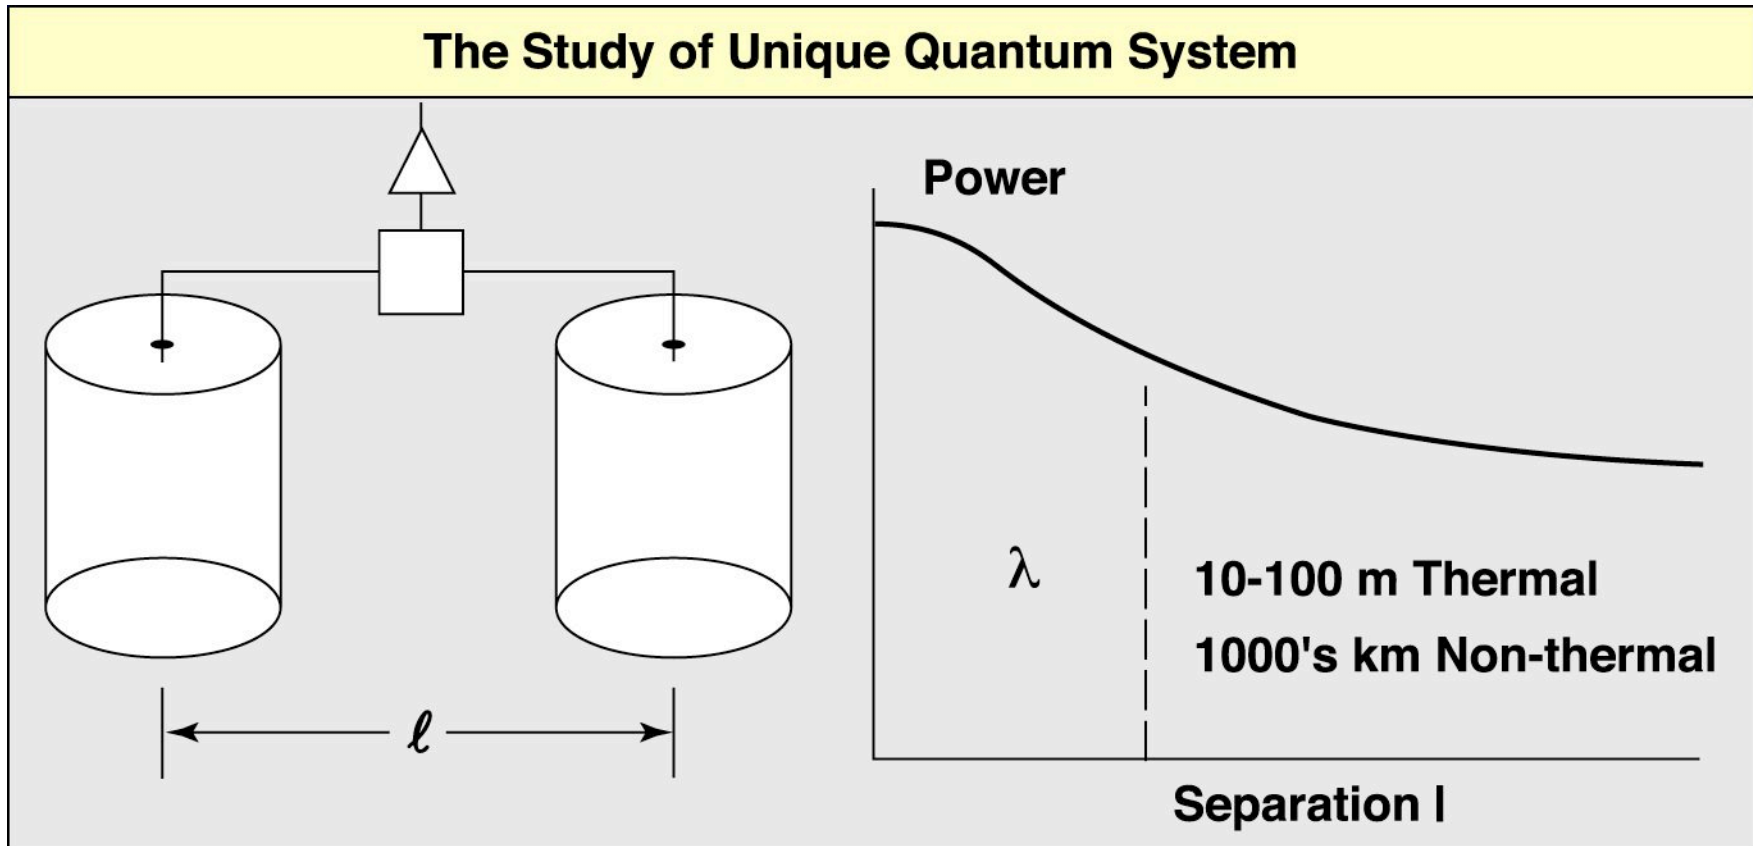 The Study of Unique Quantum System
Power
λ
10-100 m Thermal
1000's km Non-thermal
ℓ
Separation l